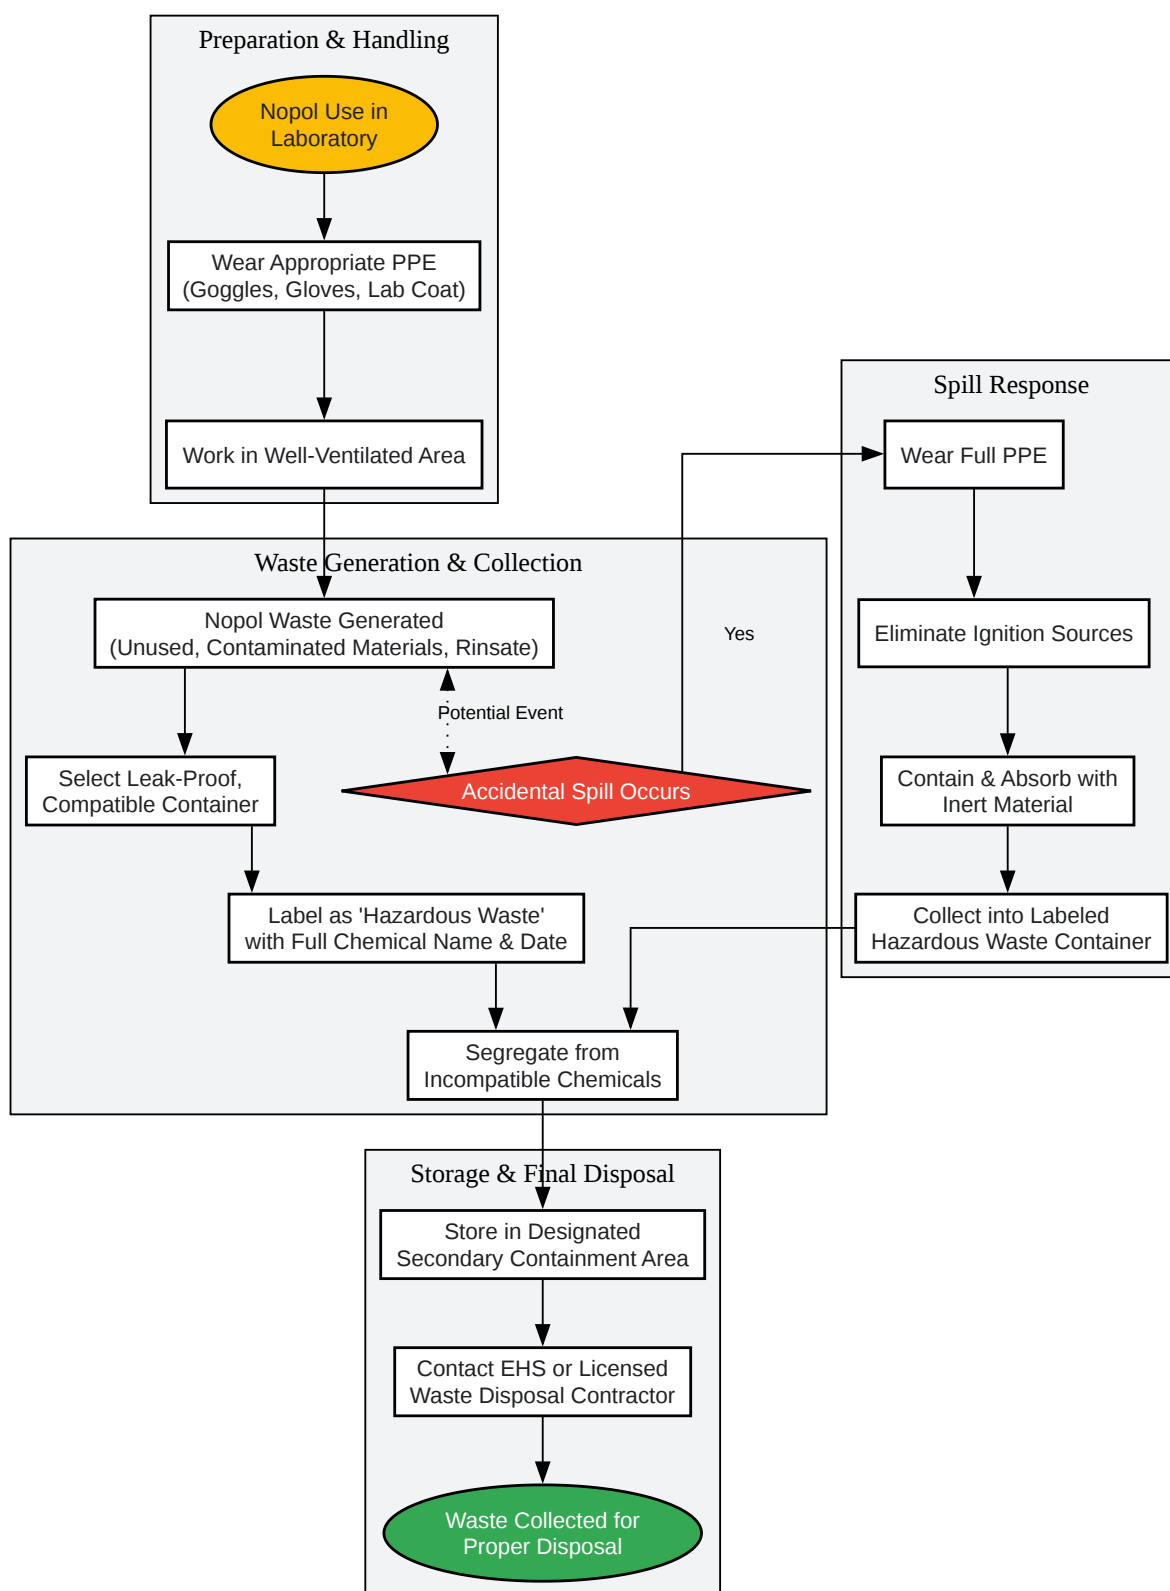 Preparation & Handling
Nopol Use in
Laboratory
Wear Appropriate PPE
(Goggles, Gloves, Lab Coat)
Work in Well-Ventilated Area
Waste Generation & Collection
Nopol Waste Generated
(Unused, Contaminated Materials, Rinsate)
Potential Event
Select Leak-Proof,
Compatible Container
Accidental Spill Occurs
Yes
Label as 'Hazardous Waste'
with Full Chemical Name & Date
Segregate from
Incompatible Chemicals
Spill Response
Wear Full PPE
Eliminate Ignition Sources
Contain & Absorb with
Inert Material
Collect into Labeled
Hazardous Waste Container
Storage & Final Disposal
Store in Designated
Secondary Containment Area
Contact EHS or Licensed
Waste Disposal Contractor
Waste Collected for
Proper Disposal